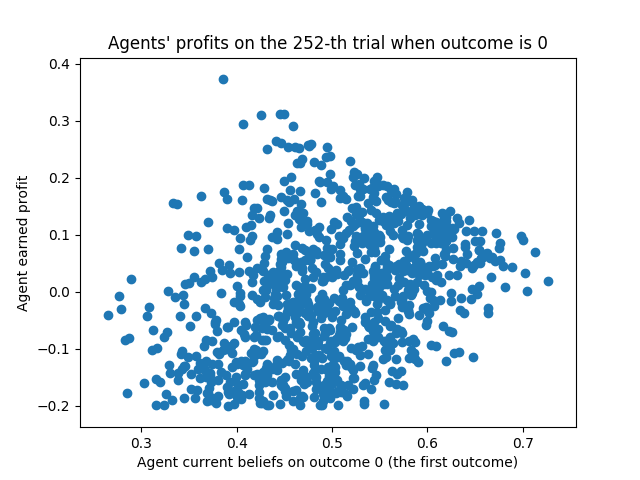 Agents' profits on the 252-th trial when outcome is 0
0.4
0.3
0.2
0.1
0.0
−0.1
−0.2
Agent earned profit
0.3 0.4 0.5 0.6 0.7
Agent current beliefs on outcome 0 (the first outcome)